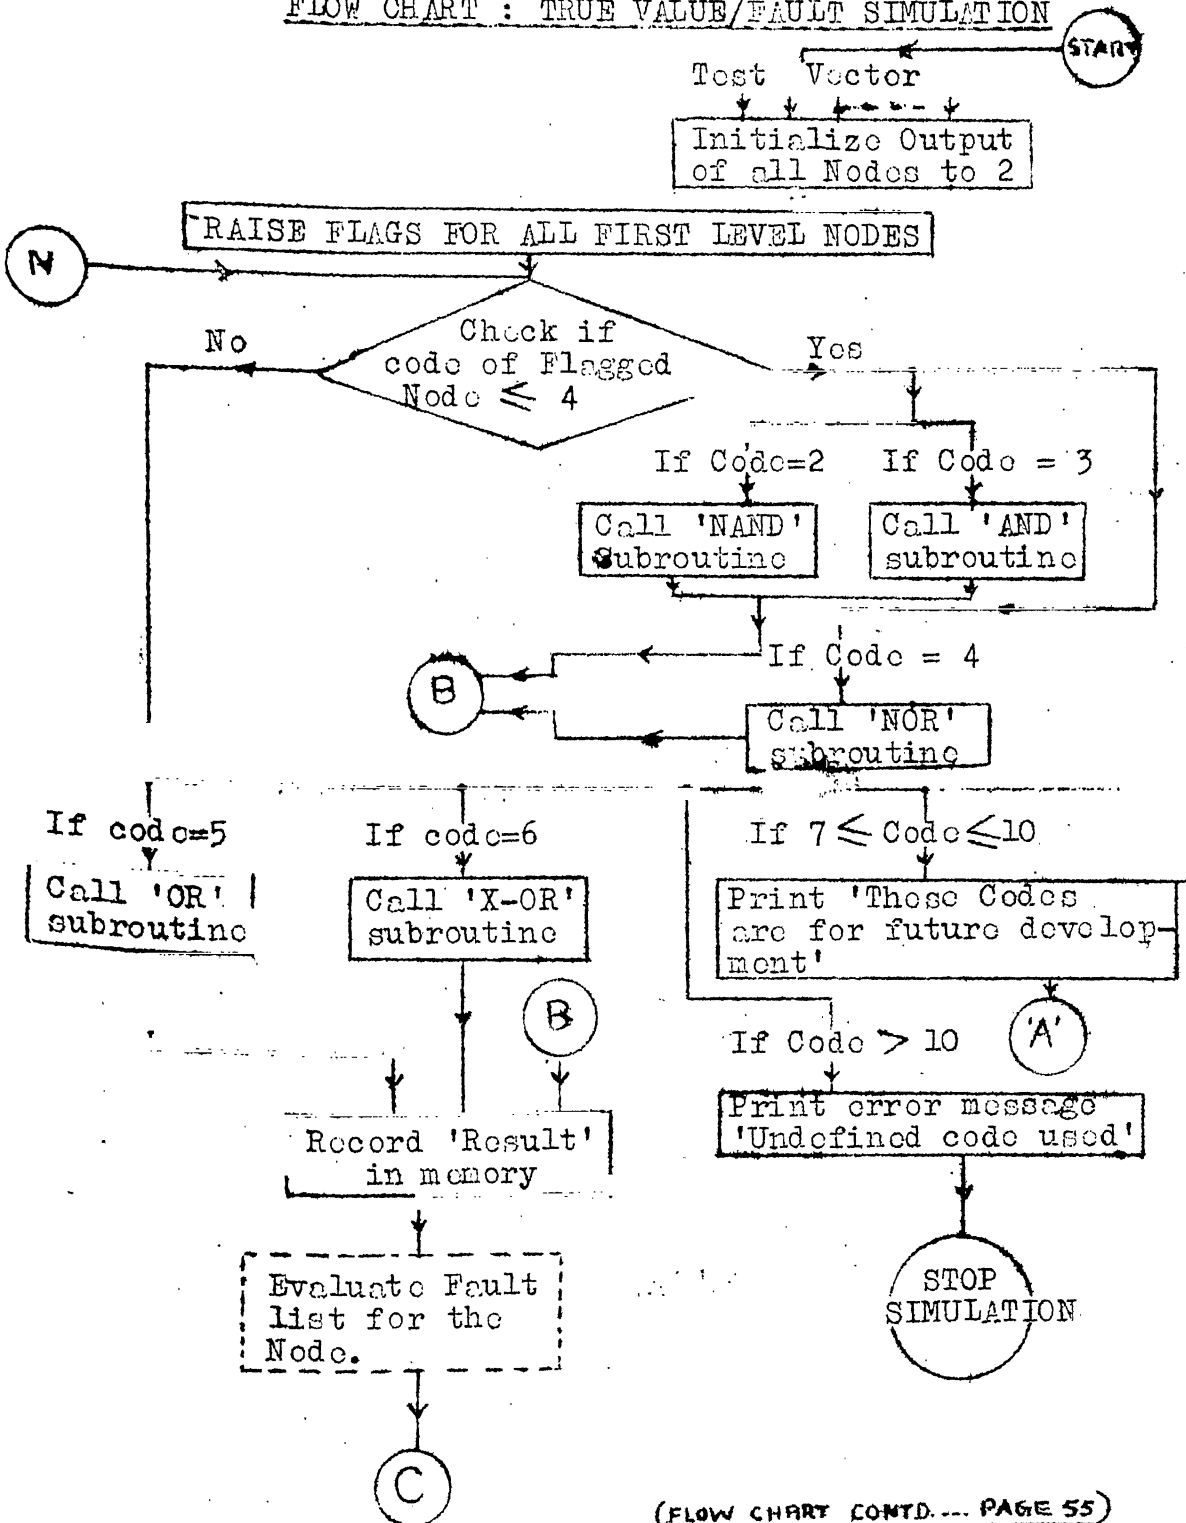 FLOW CHART : TRUE VALUE/FAULT SIMULATION
START
Test Vector
Initialize Output
of all Nodes to 2
RAISE FLAGS FOR ALL FIRST LEVEL NODES
N
No
Check if
code of Flagged
Node ≤ 4
Yes
If Code=2
If Code = 3
Call 'NAND'
Subroutine
Call 'AND'
subroutine
If Code = 4
B
Call 'NOR'
subroutine
If code=5
If code=6
If 7 ≤ Code ≤ 10
Call 'OR'
subroutine
Call 'X-OR'
subroutine
Print 'These Codes
are for future develop-
ment'
B
'A'
If Code > 10
Record 'Result'
in memory
Print error message
'Undefined code used'
Evaluate Fault
list for the
Node.
STOP
SIMULATION
C
(FLOW CHART CONTD.... PAGE 55)